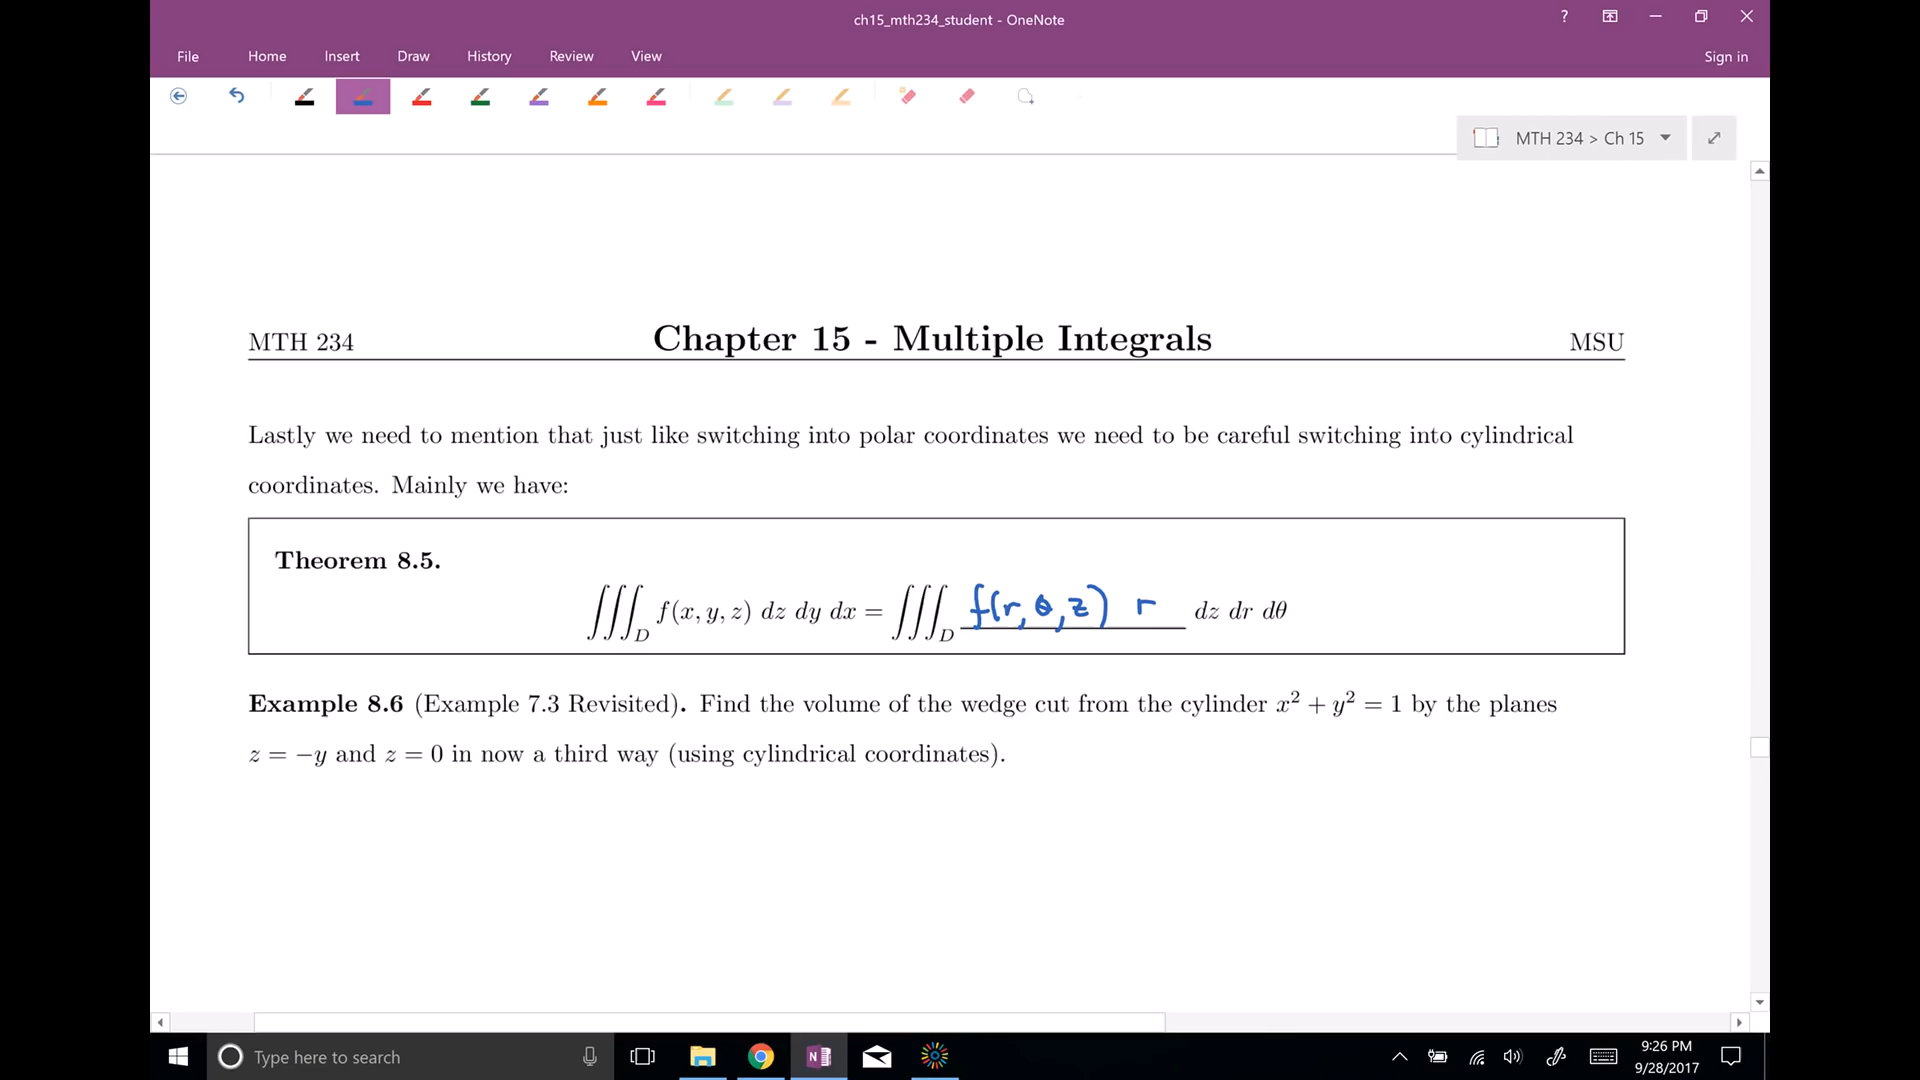 ch15_mth234_student - OneNote
?
File Home Insert Draw History Review View Sign in
MTH 234 > Ch 15
MTH 234 Chapter 15 - Multiple Integrals MSU
Lastly we need to mention that just like switching into polar coordinates we need to be careful switching into cylindrical
coordinates. Mainly we have:
Theorem 8.5.
∭_D f(x, y, z) dz dy dx = ∭_D f(r, θ, z) r dz dr dθ
Example 8.6 (Example 7.3 Revisited). Find the volume of the wedge cut from the cylinder x² + y² = 1 by the planes
z = −y and z = 0 in now a third way (using cylindrical coordinates).
Type here to search
9:26 PM
9/28/2017